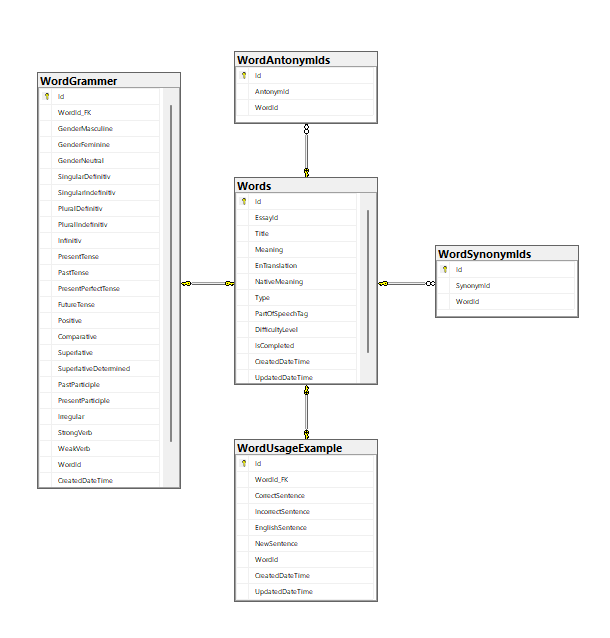 WordGrammer
Id
WordId_FK
GenderMasculine
GenderFeminine
GenderNeutral
SingularDefinitiv
SingularIndefinitiv
PluralDefinitiv
PluralIndefinitiv
Infinitiv
PresentTense
PastTense
PresentPerfectTense
FutureTense
Positive
Comparative
Superlative
SuperlativeDetermined
PastParticiple
PresentParticiple
Irregular
StrongVerb
WeakVerb
WordId
CreatedDateTime
WordAntonymIds
Id
AntonymId
WordId
Words
Id
EssayId
Title
Meaning
EnTranslation
NativeMeaning
Type
PartOfSpeechTag
DifficultyLevel
IsCompleted
CreatedDateTime
UpdatedDateTime
WordSynonymIds
Id
SynonymId
WordId
WordUsageExample
Id
WordId_FK
CorrectSentence
IncorrectSentence
EnglishSentence
NewSentence
WordId
CreatedDateTime
UpdatedDateTime